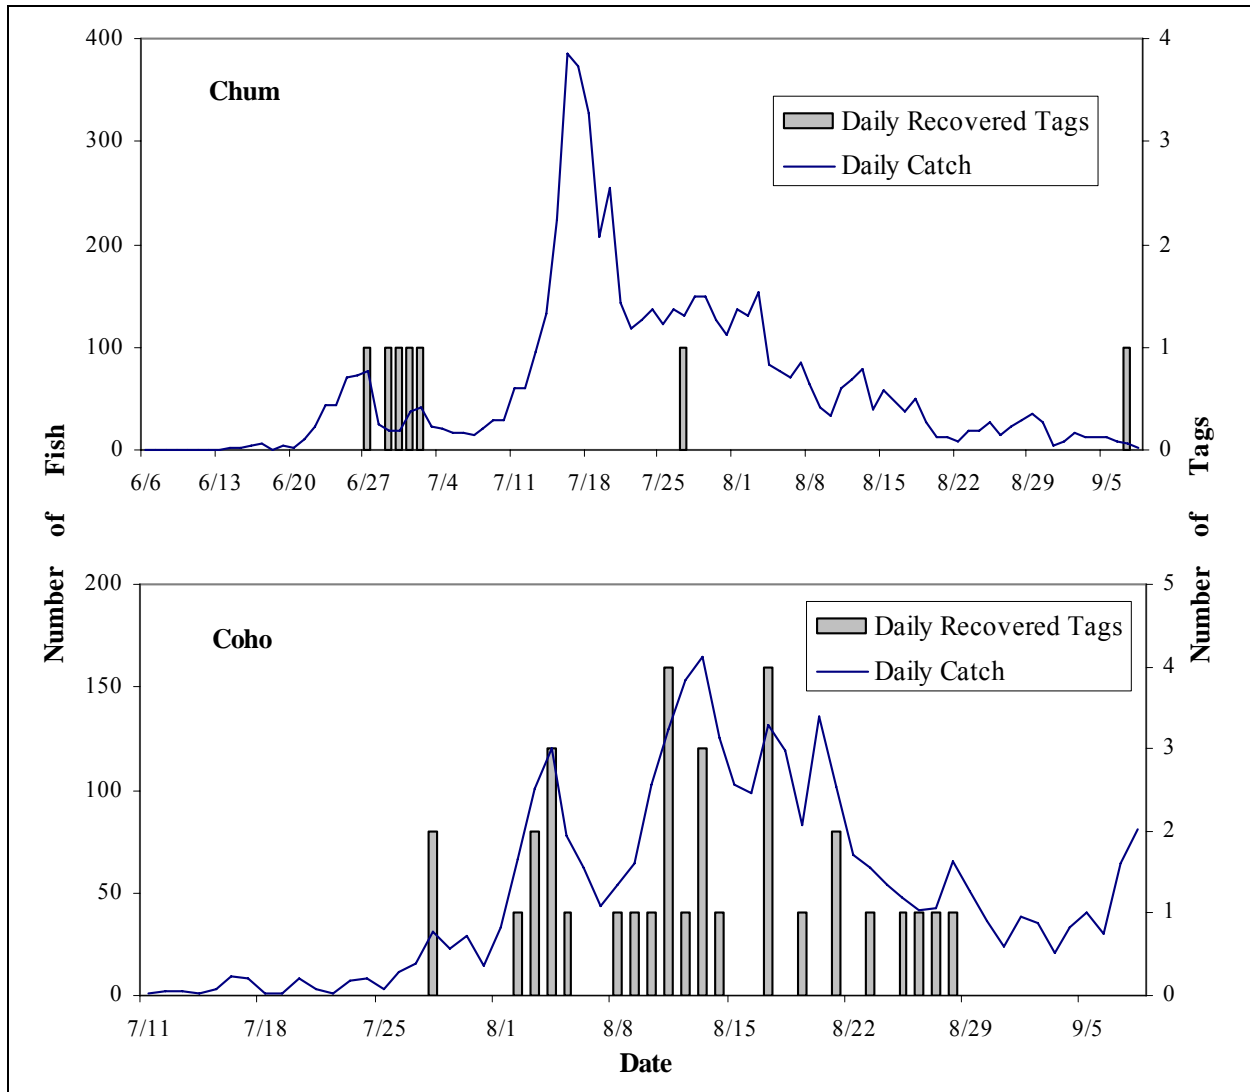 400
300
200
100
0
4
3
2
1
0
Chum
Daily Recovered Tags
Daily Catch
6/6 6/13 6/20 6/27 7/4 7/11 7/18 7/25 8/1 8/8 8/15 8/22 8/29 9/5
Number of Fish
Number of Tags
200
150
100
50
0
5
4
3
2
1
0
Coho
Daily Recovered Tags
Daily Catch
7/11 7/18 7/25 8/1 8/8 8/15 8/22 8/29 9/5
Date